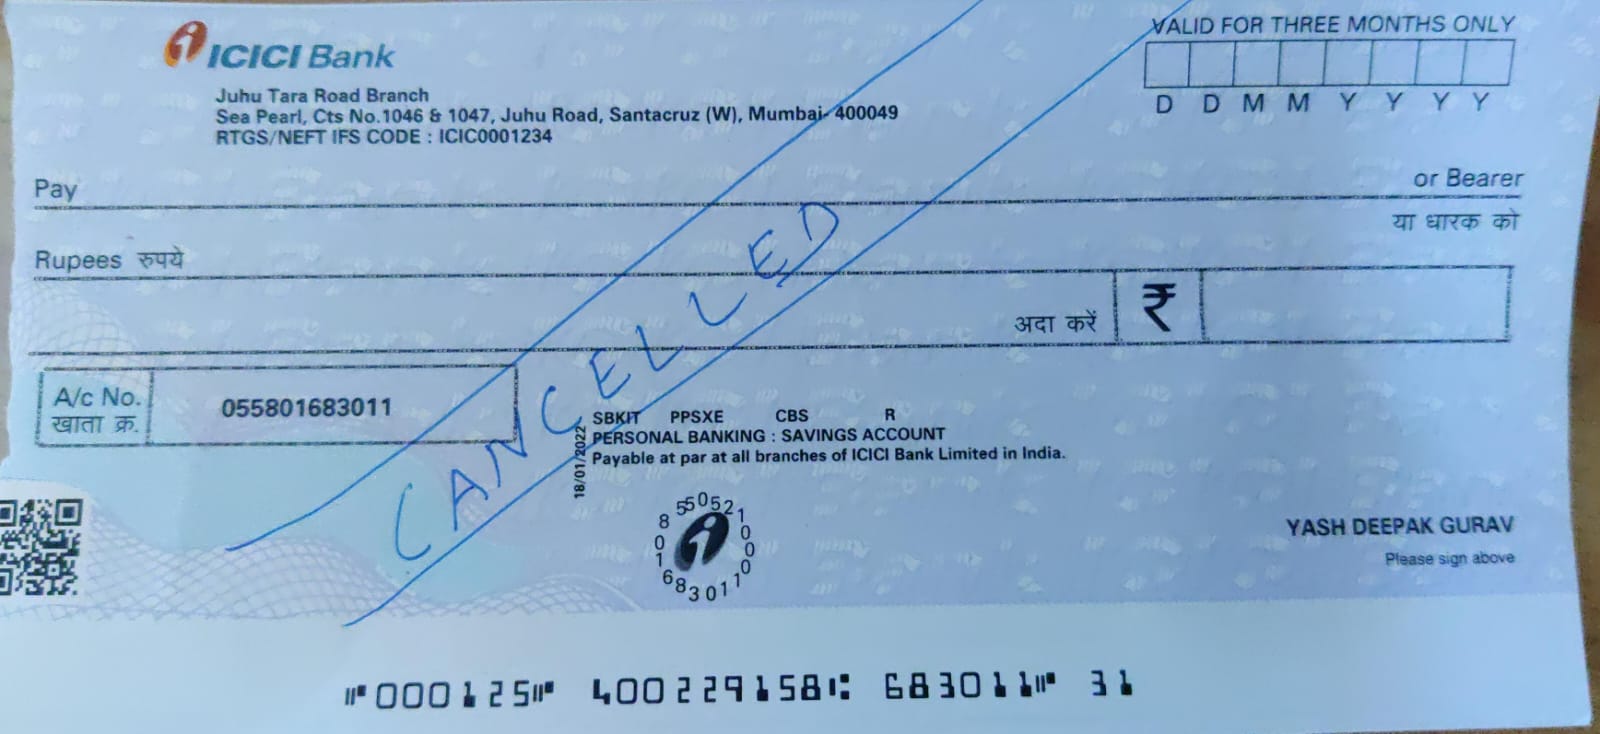 ICICI Bank
VALID FOR THREE MONTHS ONLY
D D M M Y Y Y Y
Juhu Tara Road Branch
Sea Pearl, Cts No.1046 & 1047, Juhu Road, Santacruz (W), Mumbai- 400049
RTGS/NEFT IFS CODE : ICIC0001234
Pay
or Bearer
या धारक को
Rupees रुपये
अदा करें ₹
A/c No.
खाता क्र.
055801683011
CANCELLED
SBKIT PPSXE CBS R
PERSONAL BANKING : SAVINGS ACCOUNT
Payable at par at all branches of ICICI Bank Limited in India.
18/01/2022
YASH DEEPAK GURAV
Please sign above
⑈000125⑈ 400229158⑆ 683011⑈ 31